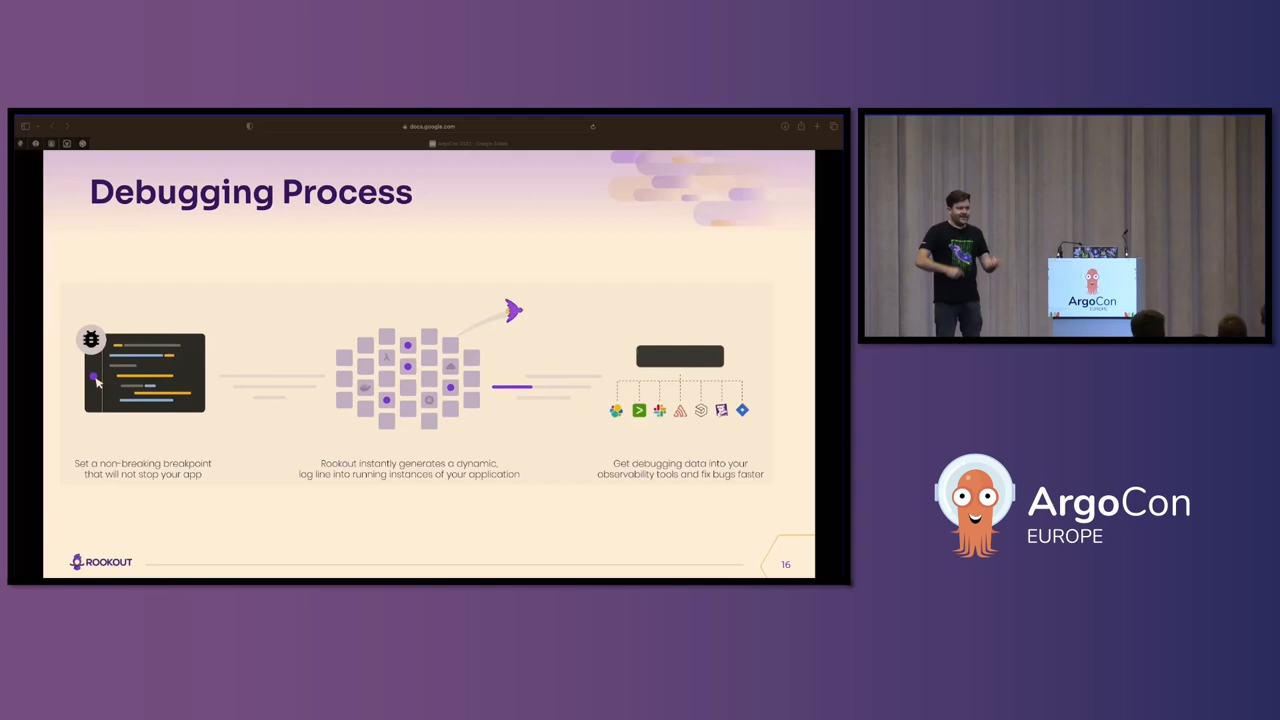 docs.google.com
Debugging Process
Set a non-breaking breakpoint
that will not stop your app
Rookout instantly generates a dynamic,
log line into running instances of your application
Get debugging data into your
observability tools and fix bugs faster
ROOKOUT
16
ArgoCon
EUROPE
ArgoCon
EUROPE